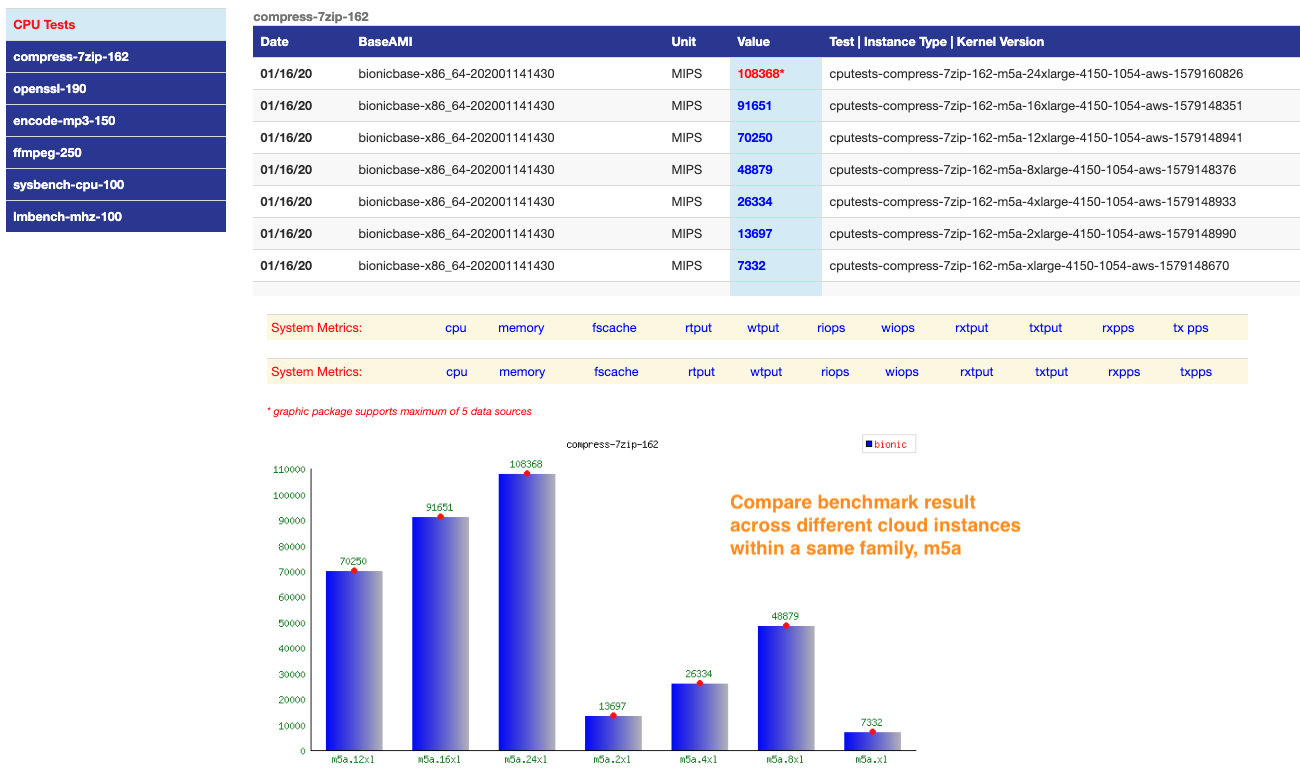 CPU Tests
compress-7zip-162
openssl-190
encode-mp3-150
ffmpeg-250
sysbench-cpu-100
lmbench-mhz-100
compress-7zip-162
Date BaseAMI Unit Value Test | Instance Type | Kernel Version
01/16/20 bionicbase-x86_64-202001141430 MIPS 108368* cputests-compress-7zip-162-m5a-24xlarge-4150-1054-aws-1579160826
01/16/20 bionicbase-x86_64-202001141430 MIPS 91651 cputests-compress-7zip-162-m5a-16xlarge-4150-1054-aws-1579148351
01/16/20 bionicbase-x86_64-202001141430 MIPS 70250 cputests-compress-7zip-162-m5a-12xlarge-4150-1054-aws-1579148941
01/16/20 bionicbase-x86_64-202001141430 MIPS 48879 cputests-compress-7zip-162-m5a-8xlarge-4150-1054-aws-1579148376
01/16/20 bionicbase-x86_64-202001141430 MIPS 26334 cputests-compress-7zip-162-m5a-4xlarge-4150-1054-aws-1579148933
01/16/20 bionicbase-x86_64-202001141430 MIPS 13697 cputests-compress-7zip-162-m5a-2xlarge-4150-1054-aws-1579148990
01/16/20 bionicbase-x86_64-202001141430 MIPS 7332 cputests-compress-7zip-162-m5a-xlarge-4150-1054-aws-1579148670
System Metrics: cpu memory fscache rtput wtput riops wiops rxtput txtput rxpps tx pps
System Metrics: cpu memory fscache rtput wtput riops wiops rxtput txtput rxpps txpps
* graphic package supports maximum of 5 data sources
compress-7zip-162
bionic
Compare benchmark result
across different cloud instances
within a same family, m5a
110000
100000
90000
80000
70000
60000
50000
40000
30000
20000
10000
0
70250
91651
108368
13697
26334
48879
7332
m5a.12xl m5a.16xl m5a.24xl m5a.2xl m5a.4xl m5a.8xl m5a.xl